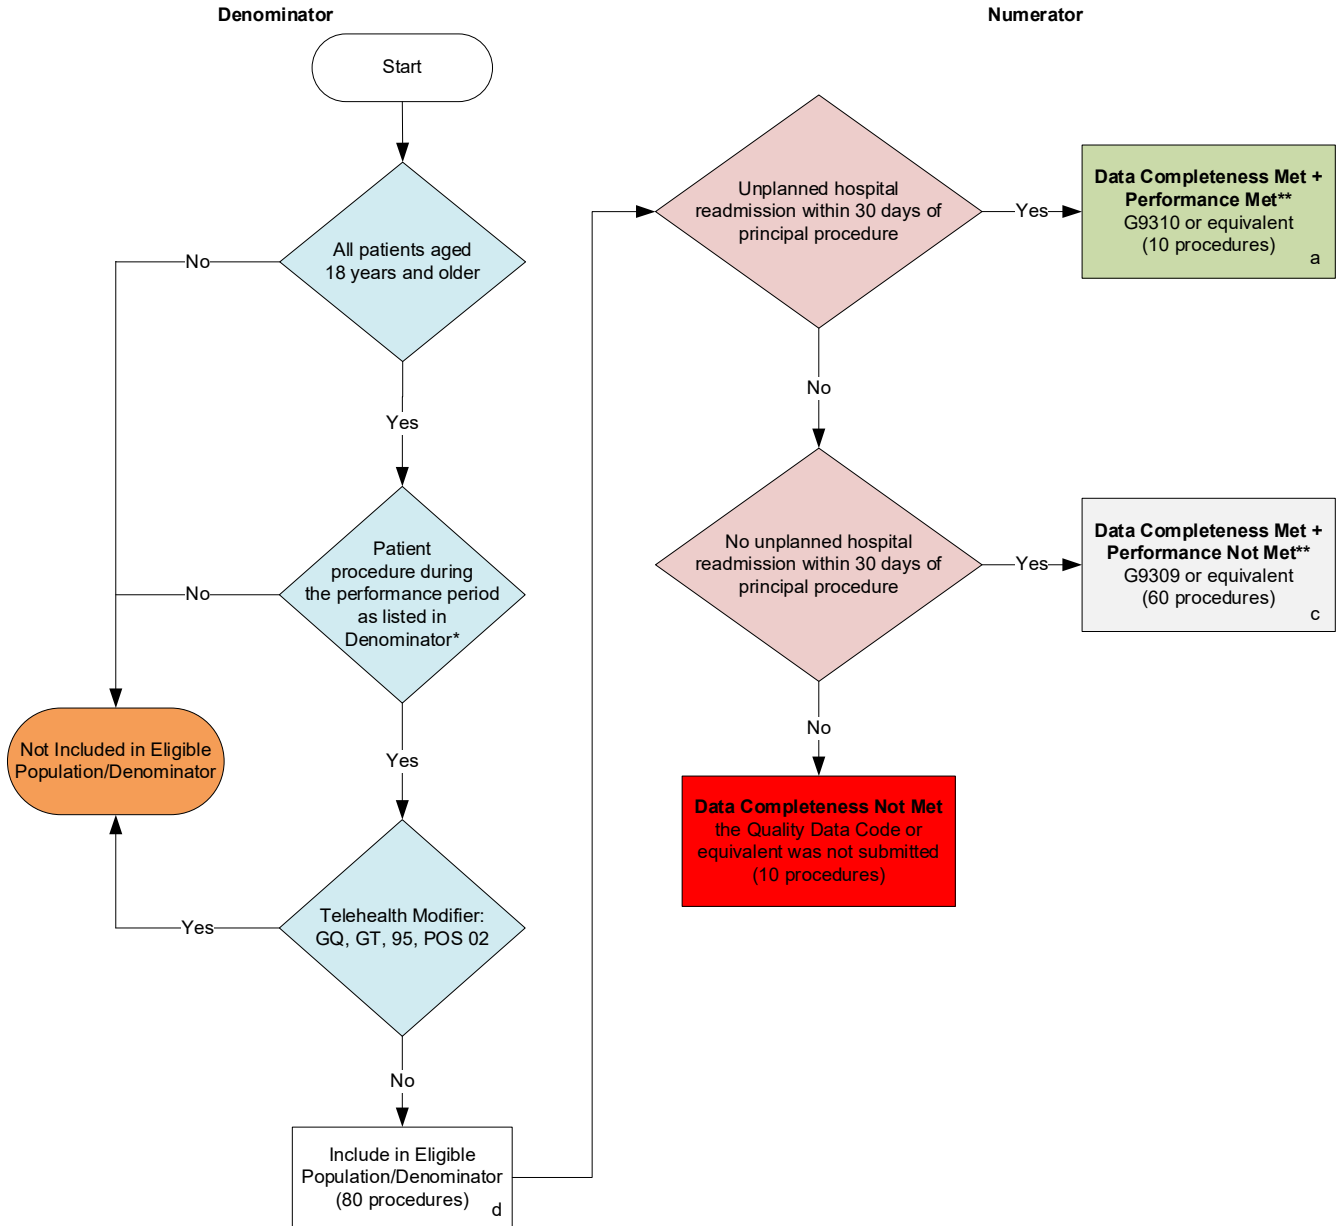 Denominator
Start
All patients aged
18 years and older
No
Yes
Patient
procedure during
the performance period
as listed in
Denominator*
No
Yes
Not Included in Eligible
Population/Denominator
Telehealth Modifier:
GQ, GT, 95, POS 02
Yes
No
Include in Eligible
Population/Denominator
(80 procedures)
d
Numerator
Unplanned hospital
readmission within 30 days of
principal procedure
Yes
Data Completeness Met +
Performance Met**
G9310 or equivalent
(10 procedures)
a
No
No unplanned hospital
readmission within 30 days of
principal procedure
Yes
Data Completeness Met +
Performance Not Met**
G9309 or equivalent
(60 procedures)
c
No
Data Completeness Not Met
the Quality Data Code or
equivalent was not submitted
(10 procedures)